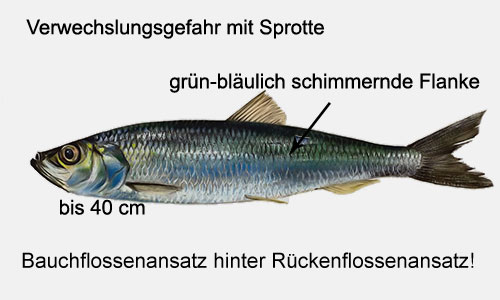 Verwechslungsgefahr mit Sprotte
grün-bläulich schimmernde Flanke
bis 40 cm
Bauchflossenansatz hinter Rückenflossenansatz!